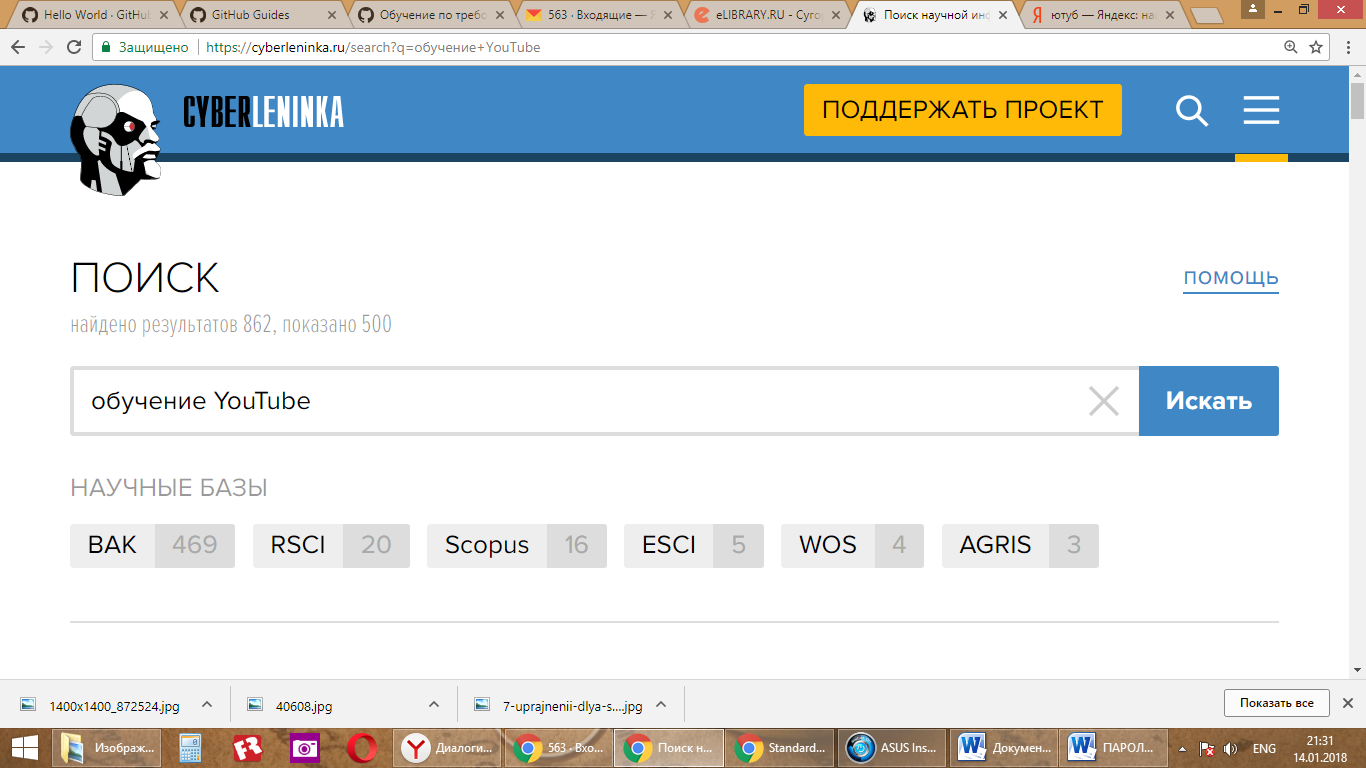 Hello World · GitHub
GitHub Guides
Обучение по требо
563 · Входящие — Я
eLIBRARY.RU - Сугор
Поиск научной инф
ютуб — Яндекс: на
Защищено
https://cyberleninka.ru/search?q=обучение+YouTube
CYBERLENINKA
ПОДДЕРЖАТЬ ПРОЕКТ
ПОИСК
ПОМОЩЬ
найдено результатов 862, показано 500
обучение YouTube
Искать
НАУЧНЫЕ БАЗЫ
ВАК 469 RSCI 20 Scopus 16 ESCI 5 WOS 4 AGRIS 3
1400x1400_872524.jpg
40608.jpg
7-uprajnenii-dlya-s....jpg
Показать все
Изображ...
Диалоги...
563 · Вхо...
Поиск н...
Standard...
ASUS Ins...
Докумен...
ПАРОЛ...
ENG
21:31
14.01.2018